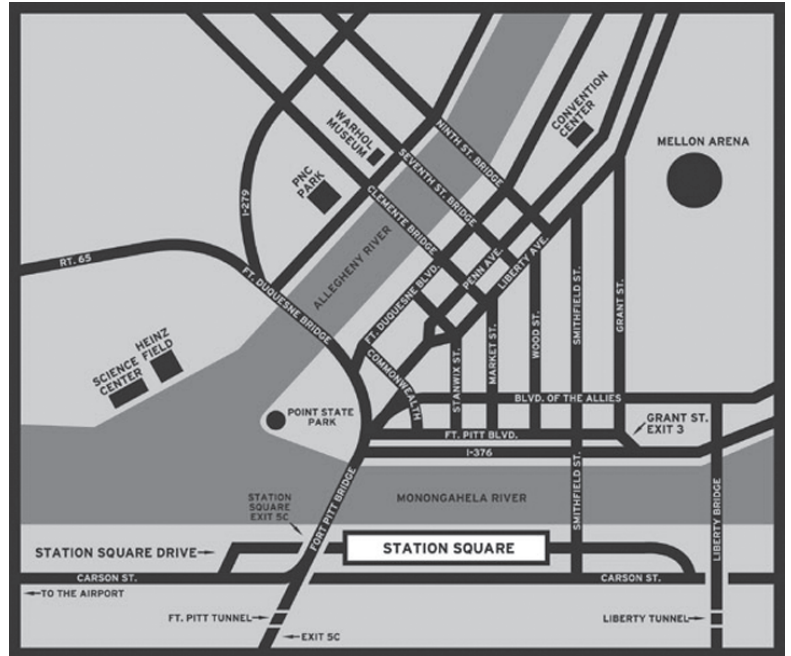 CONVENTION
CENTER
WARHOL
MUSEUM
NINTH ST. BRIDGE
MELLON ARENA
SEVENTH ST. BRIDGE
PNC
PARK
CLEMENTE BRIDGE
I-279
ALLEGHENY RIVER
RT. 65
FT. DUQUESNE BRIDGE
FT. DUQUESNE BLVD.
PENN AVE.
LIBERTY AVE.
SCIENCE
CENTER
HEINZ
FIELD
COMMONWEALTH
STANWIX ST.
MARKET ST.
WOOD ST.
SMITHFIELD ST.
GRANT ST.
BLVD. OF THE ALLIES
POINT STATE
PARK
GRANT ST.
EXIT 3
FT. PITT BLVD.
I-376
STATION
SQUARE
EXIT 5C
FORT PITT BRIDGE
MONONGAHELA RIVER
SMITHFIELD ST.
LIBERTY BRIDGE
STATION SQUARE DRIVE
STATION SQUARE
CARSON ST.
CARSON ST.
TO THE AIRPORT
FT. PITT TUNNEL
LIBERTY TUNNEL
EXIT 5C